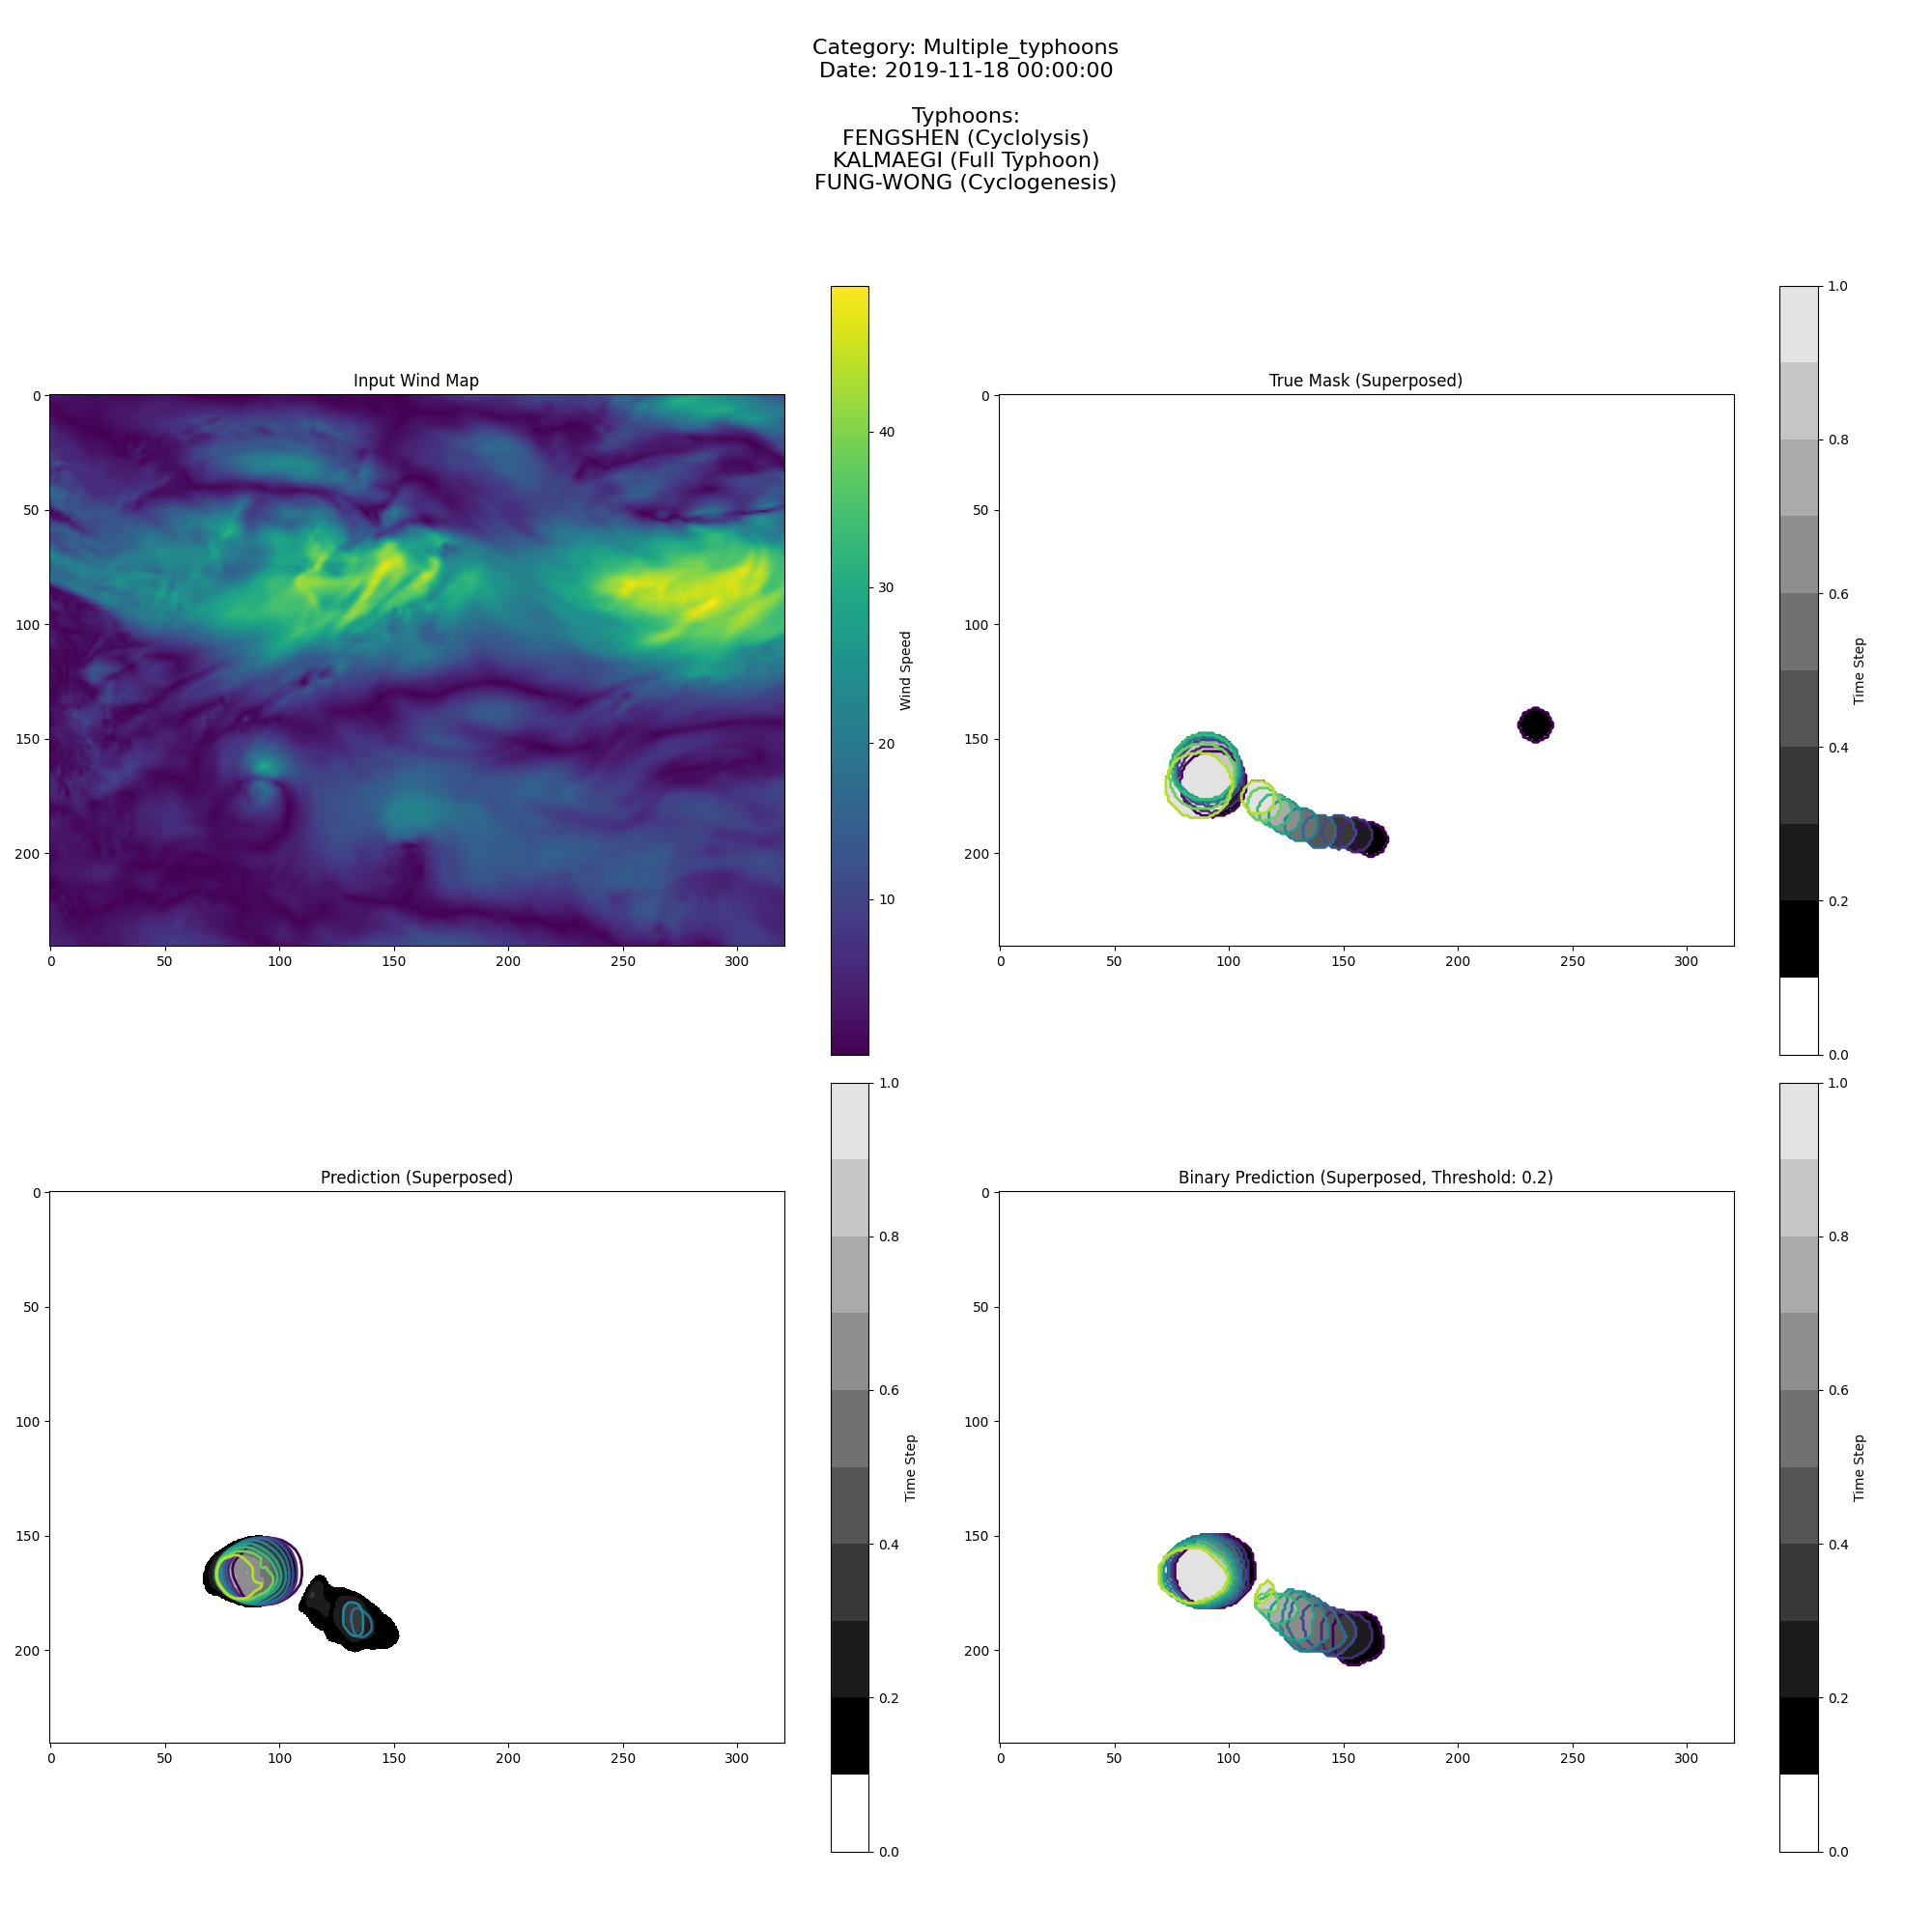 Category: Multiple_typhoons
Date: 2019-11-18 00:00:00
Typhoons:
FENGSHEN (Cyclolysis)
KALMAEGI (Full Typhoon)
FUNG-WONG (Cyclogenesis)
Input Wind Map
0
50
100
150
200
0 50 100 150 200 250 300
40
30
20
10
Wind Speed
True Mask (Superposed)
0
50
100
150
200
0 50 100 150 200 250 300
1.0
0.8
0.6
0.4
0.2
0.0
Time Step
Prediction (Superposed)
0
50
100
150
200
0 50 100 150 200 250 300
1.0
0.8
0.6
0.4
0.2
0.0
Time Step
Binary Prediction (Superposed, Threshold: 0.2)
0
50
100
150
200
0 50 100 150 200 250 300
1.0
0.8
0.6
0.4
0.2
0.0
Time Step